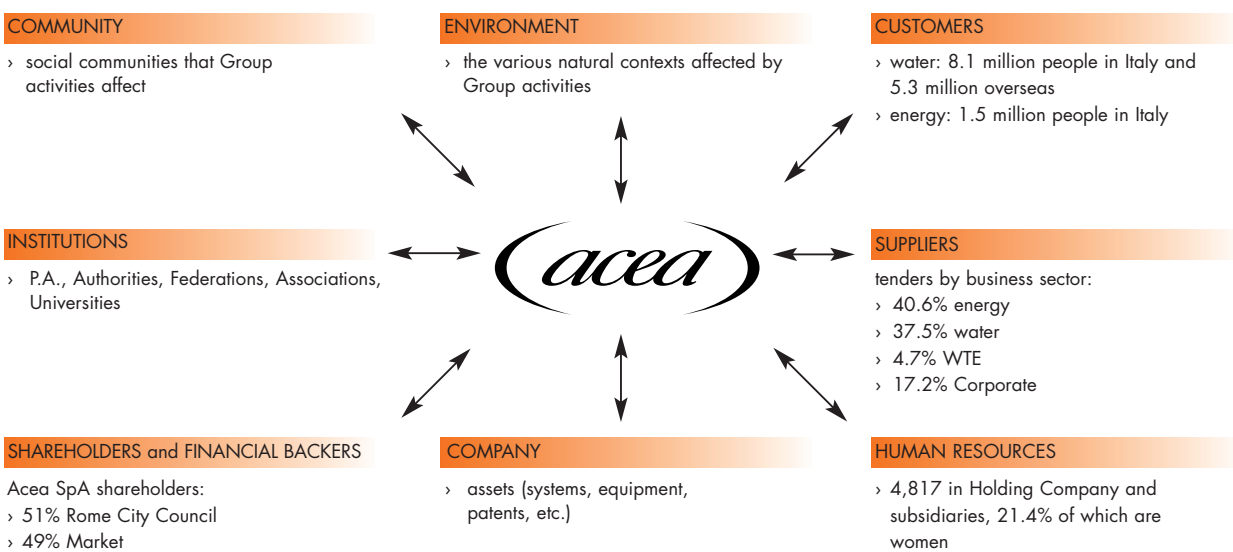 COMMUNITY
› social communities that Group
activities affect
ENVIRONMENT
› the various natural contexts affected by
Group activities
CUSTOMERS
› water: 8.1 million people in Italy and
5.3 million overseas
› energy: 1.5 million people in Italy
INSTITUTIONS
› P.A., Authorities, Federations, Associations,
Universities
acea
SUPPLIERS
tenders by business sector:
› 40.6% energy
› 37.5% water
› 4.7% WTE
› 17.2% Corporate
SHAREHOLDERS and FINANCIAL BACKERS
Acea SpA shareholders:
› 51% Rome City Council
› 49% Market
COMPANY
› assets (systems, equipment,
patents, etc.)
HUMAN RESOURCES
› 4,817 in Holding Company and
subsidiaries, 21.4% of which are
women